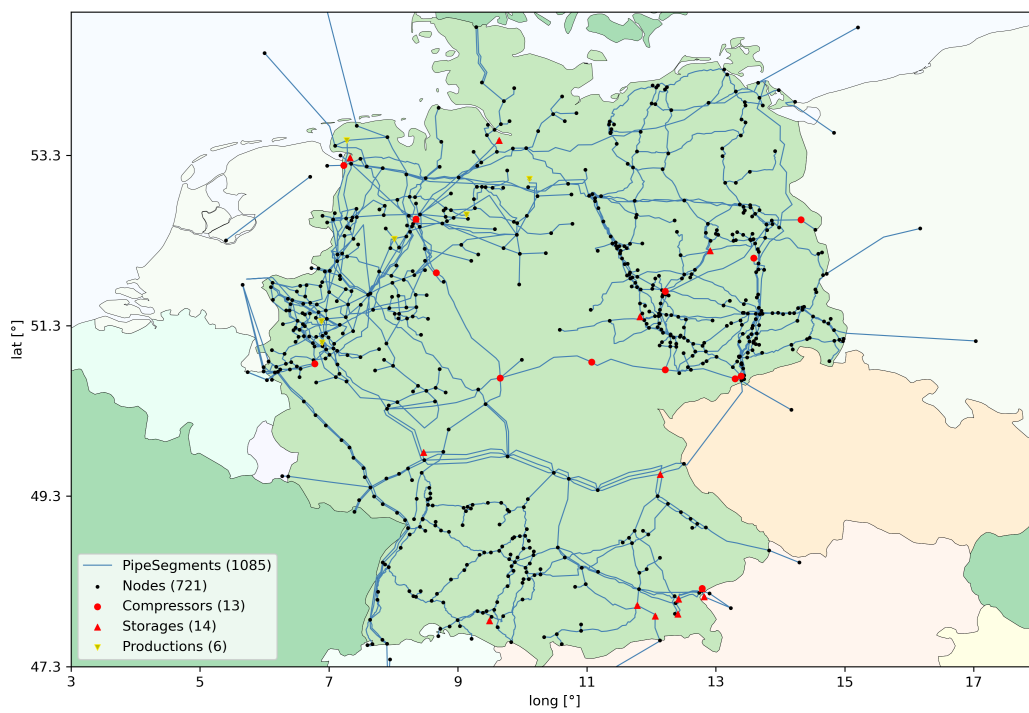 lat [°]
53.3
51.3
49.3
47.3
PipeSegments (1085)
Nodes (721)
Compressors (13)
Storages (14)
Productions (6)
3 5 7 9 11 13 15 17
long [°]